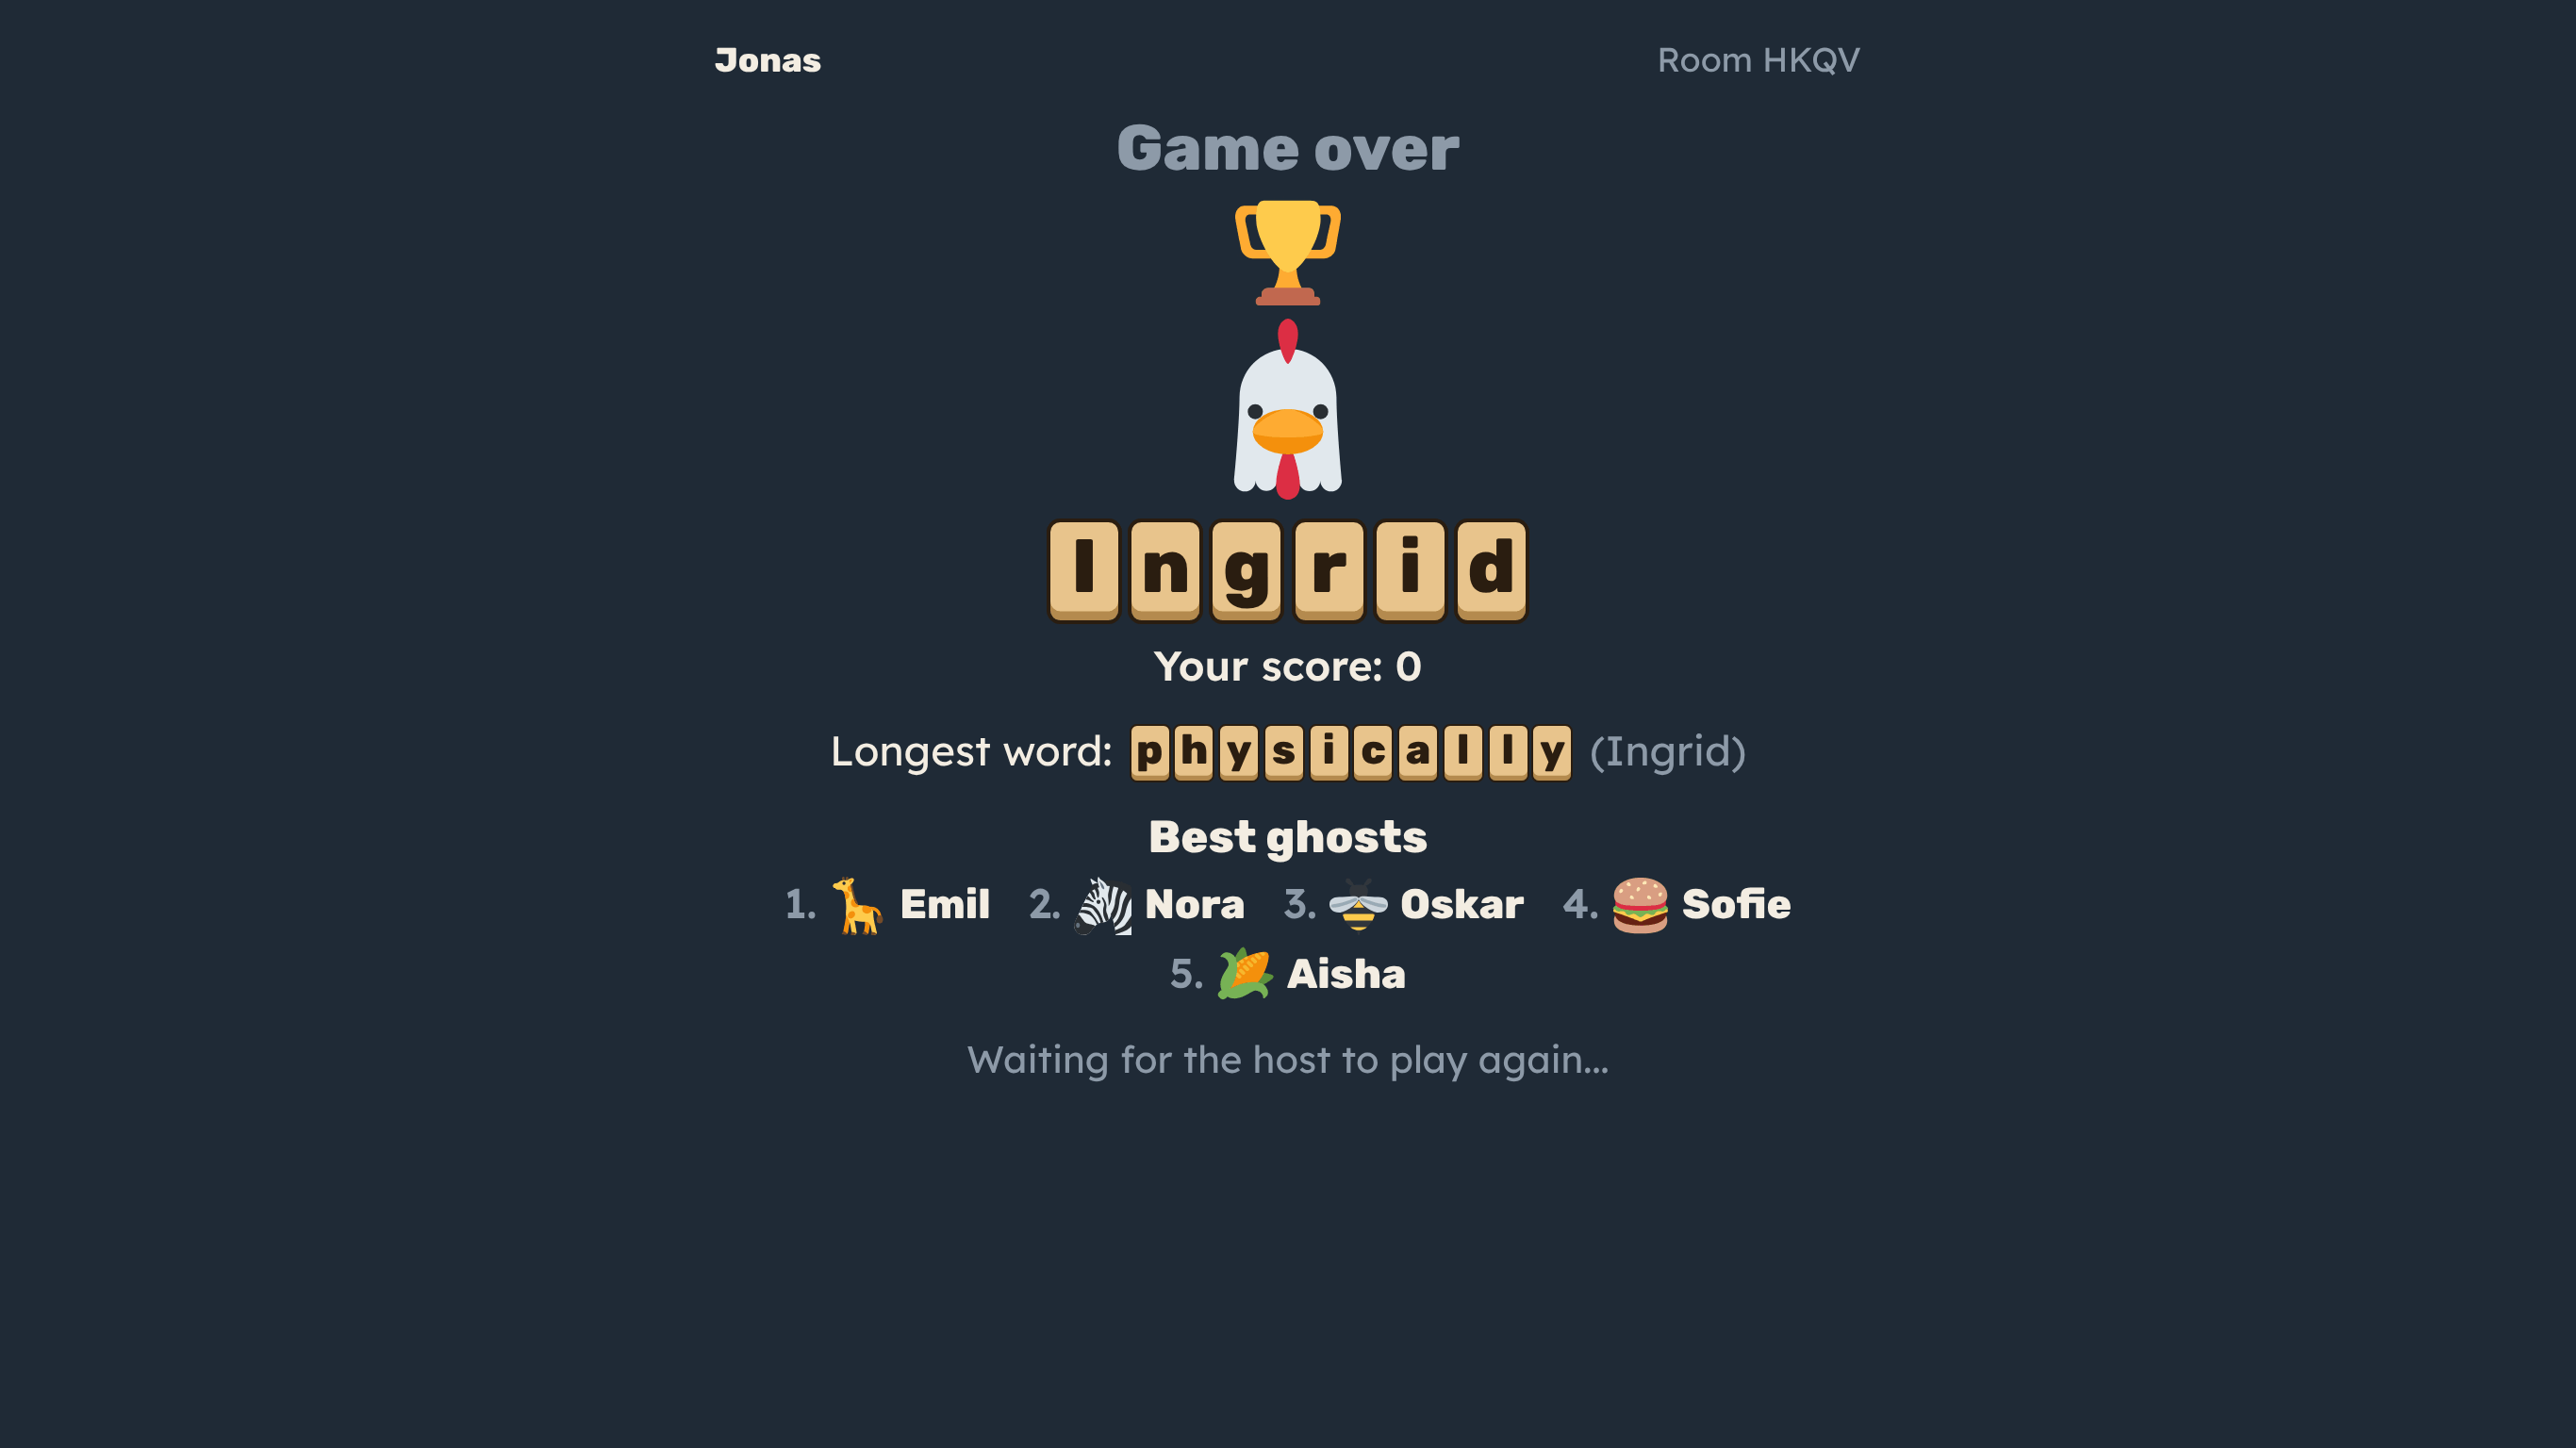 Jonas Room HKQV
Game over
Ingrid
Your score: 0
Longest word: physically (Ingrid)
Best ghosts
1. Emil 2. Nora 3. Oskar 4. Sofie
5. Aisha
Waiting for the host to play again...